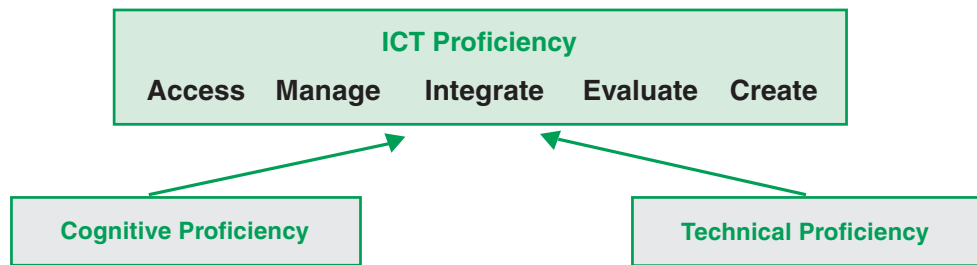 ICT Proficiency
Access Manage Integrate Evaluate Create
Cognitive Proficiency
Technical Proficiency